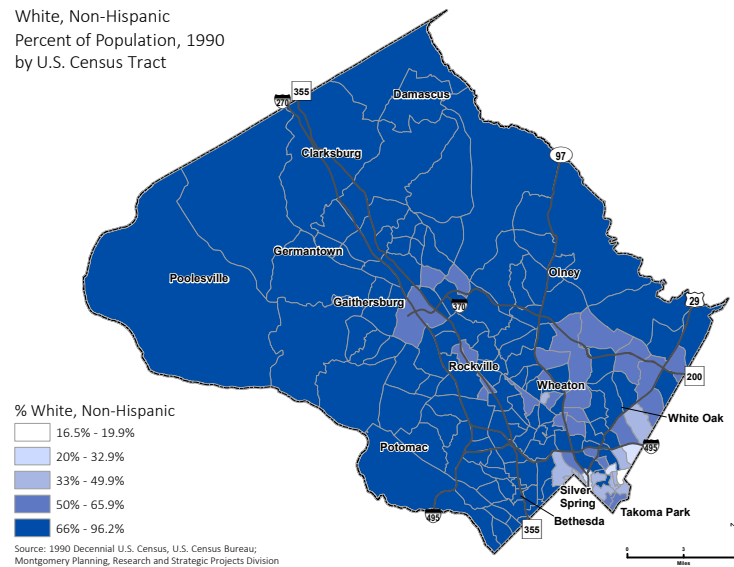 White, Non-Hispanic
Percent of Population, 1990
by U.S. Census Tract
355
270
Damascus
Clarksburg
97
Germantown
Poolesville
Olney
Gaithersburg
370
29
Rockville
Wheaton
200
White Oak
% White, Non-Hispanic
16.5% - 19.9%
20% - 32.9%
33% - 49.9%
50% - 65.9%
66% - 96.2%
Potomac
495
Silver
Spring
Takoma Park
Bethesda
495
355
Source: 1990 Decennial U.S. Census, U.S. Census Bureau;
Montgomery Planning, Research and Strategic Projects Division
0 3
Miles